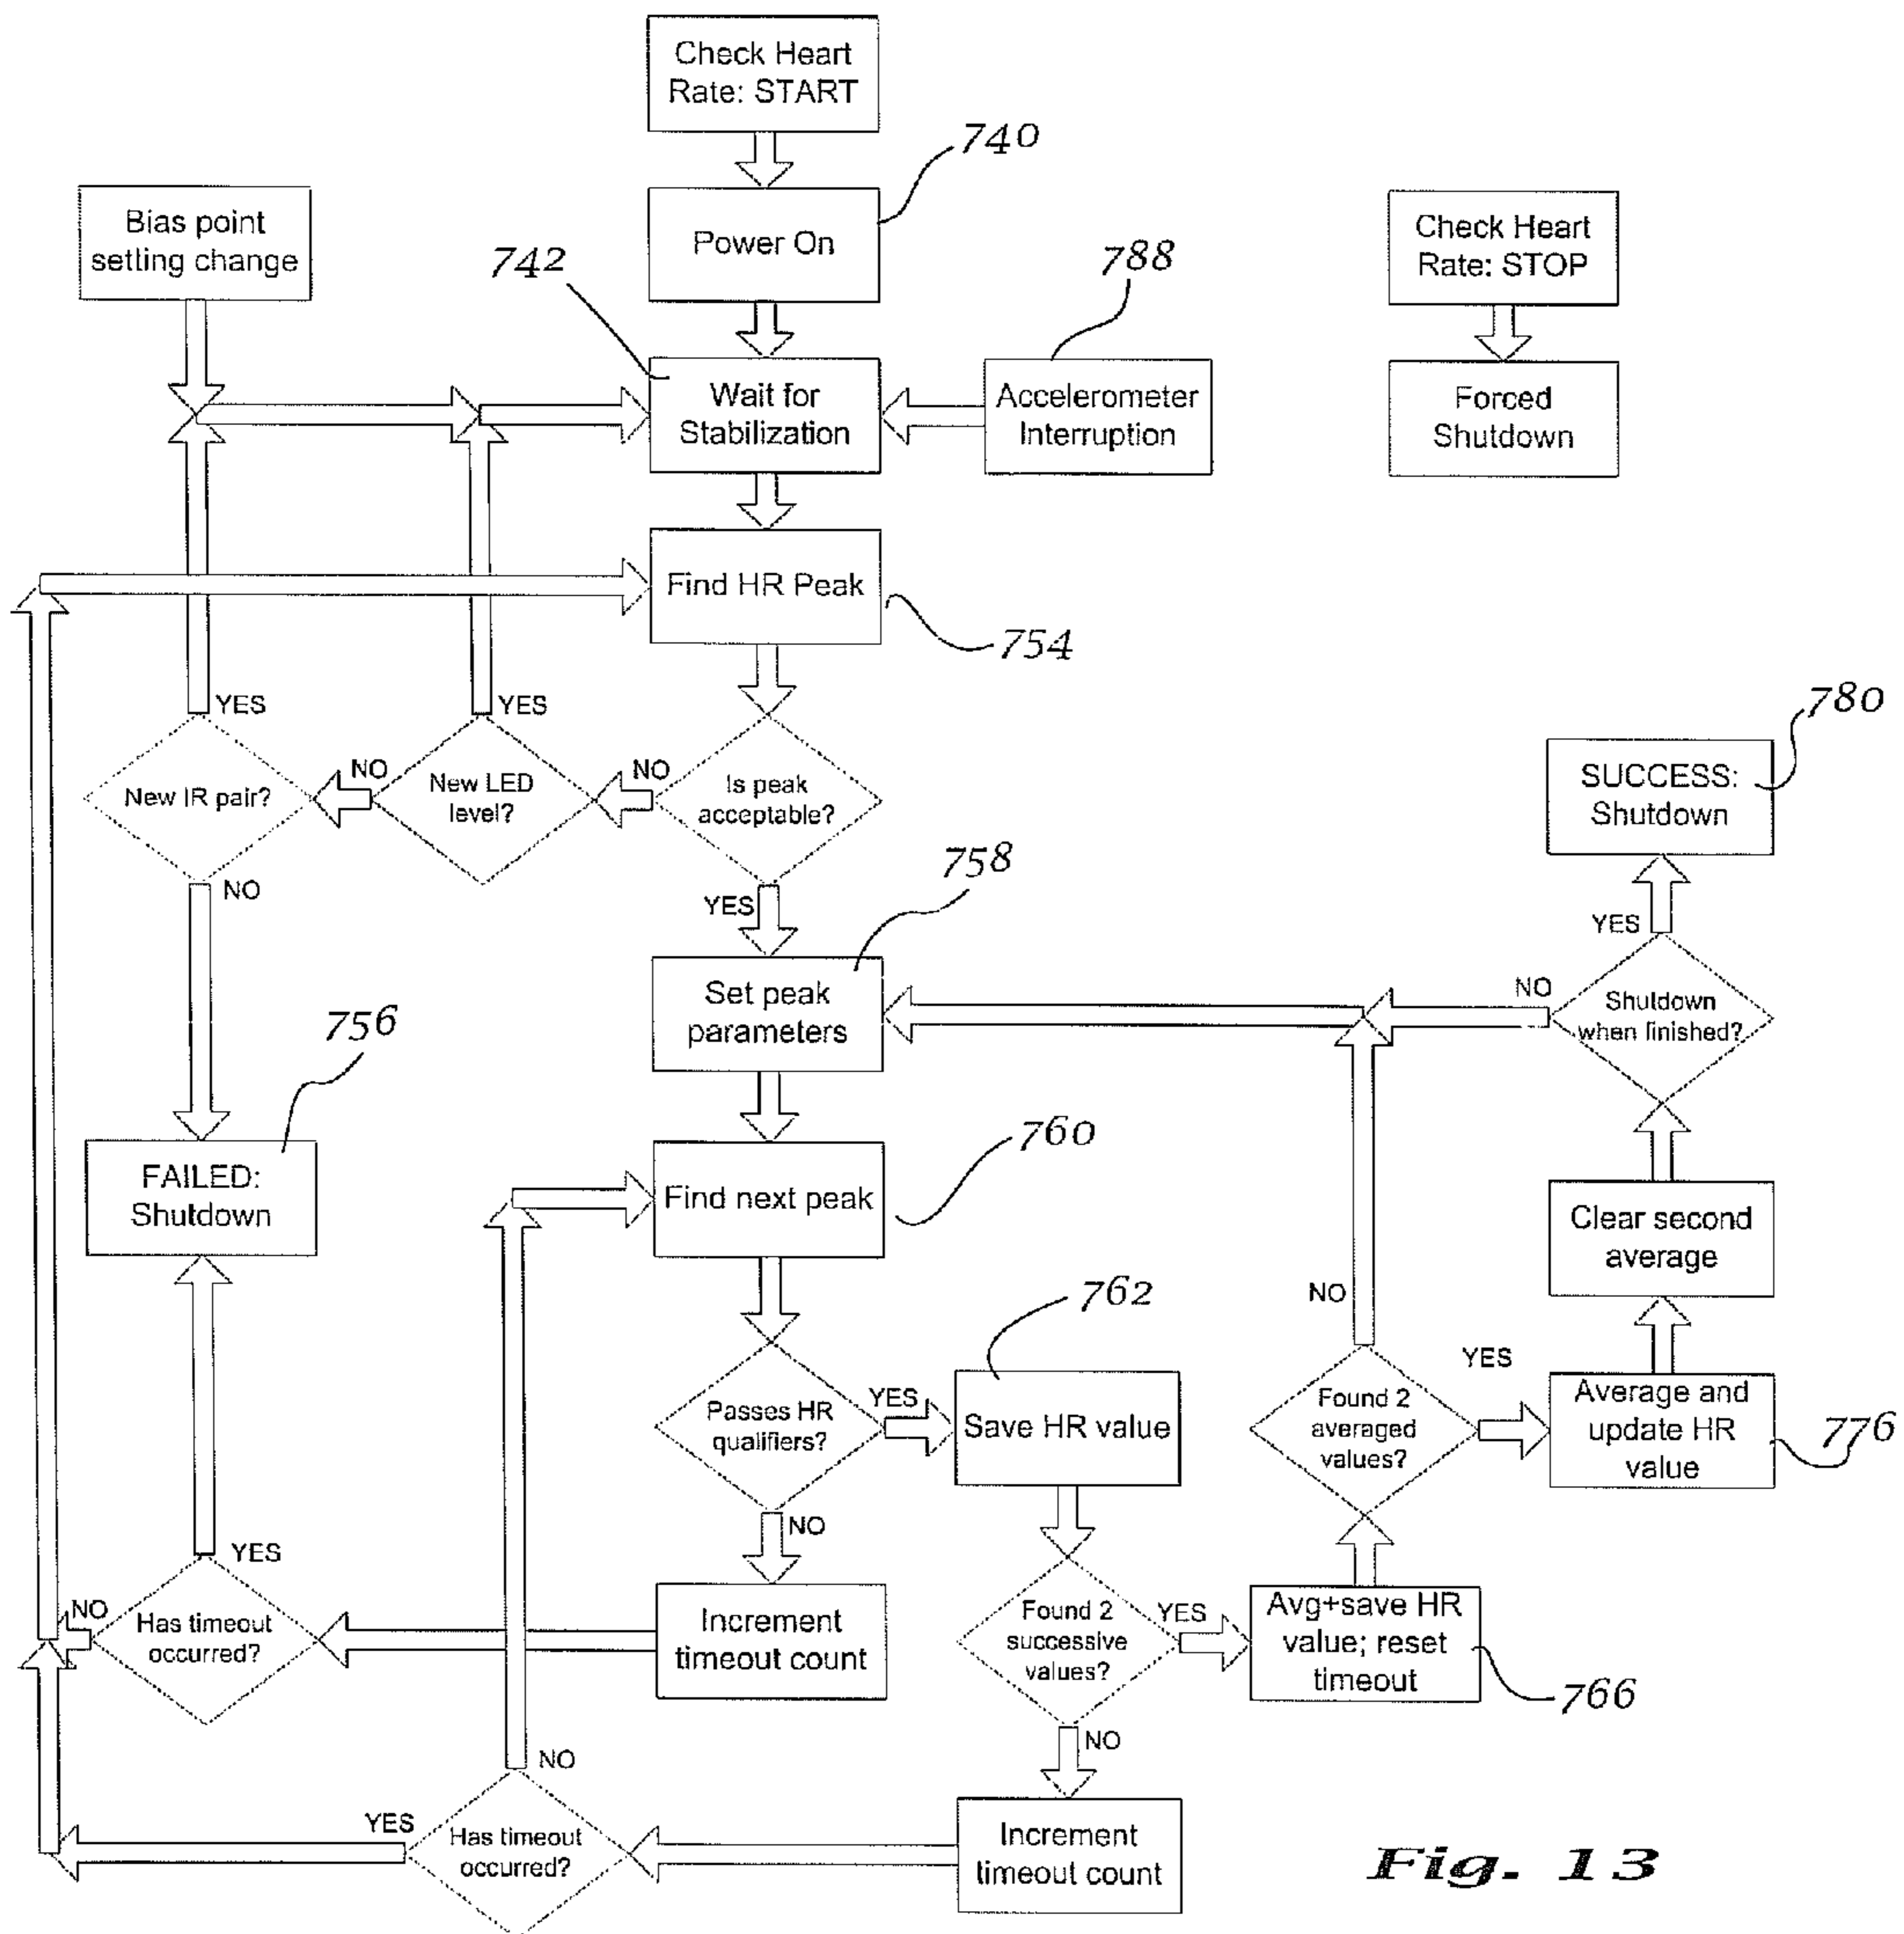 Check Heart
Rate: START
740
Power On
Bias point
setting change
742
788
Check Heart
Rate: STOP
Wait for
Stabilization
Accelerometer
Interruption
Forced
Shutdown
Find HR Peak
754
YES
YES
780
New IR pair?
NO
New LED
level?
NO
Is peak
acceptable?
SUCCESS:
Shutdown
NO
YES
758
YES
Set peak
parameters
NO
Shutdown
when finished?
756
FAILED:
Shutdown
760
Find next peak
Clear second
average
762
NO
Passes HR
qualifiers?
YES
Save HR value
Found 2
averaged
values?
YES
Average and
update HR
value
776
NO
YES
NO
Has timeout
occurred?
Increment
timeout count
Found 2
successive
values?
YES
Avg+save HR
value; reset
timeout
766
NO
NO
YES
Has timeout
occurred?
Increment
timeout count
Fig. 13